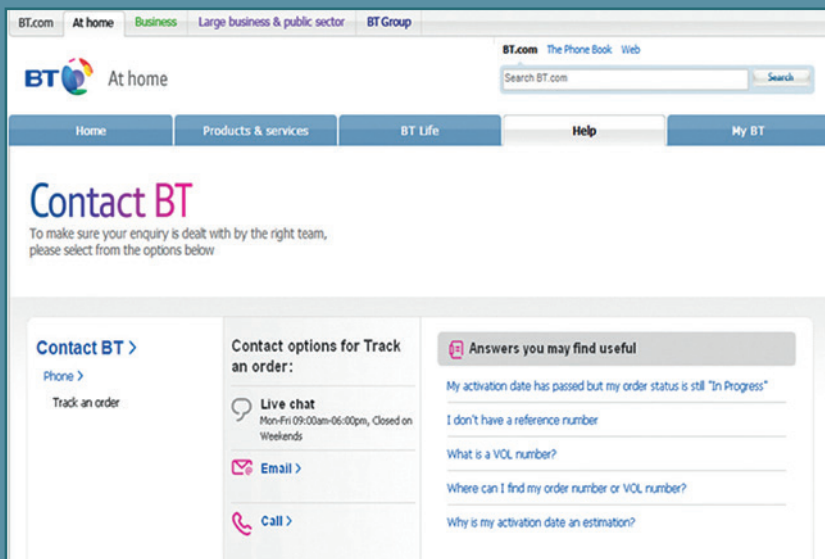 BT.com At home Business Large business & public sector BT Group
BT.com The Phone Book Web
BT At home
Search BT.com Search
Home Products & services BT Life Help My BT
Contact BT
To make sure your enquiry is dealt with by the right team,
please select from the options below
Contact BT >
Phone >
Track an order
Contact options for Track
an order:
Live chat
Mon-Fri 09:00am-06:00pm, Closed on
Weekends
Email >
Call >
Answers you may find useful
My activation date has passed but my order status is still "In Progress"
I don't have a reference number
What is a VOL number?
Where can I find my order number or VOL number?
Why is my activation date an estimation?